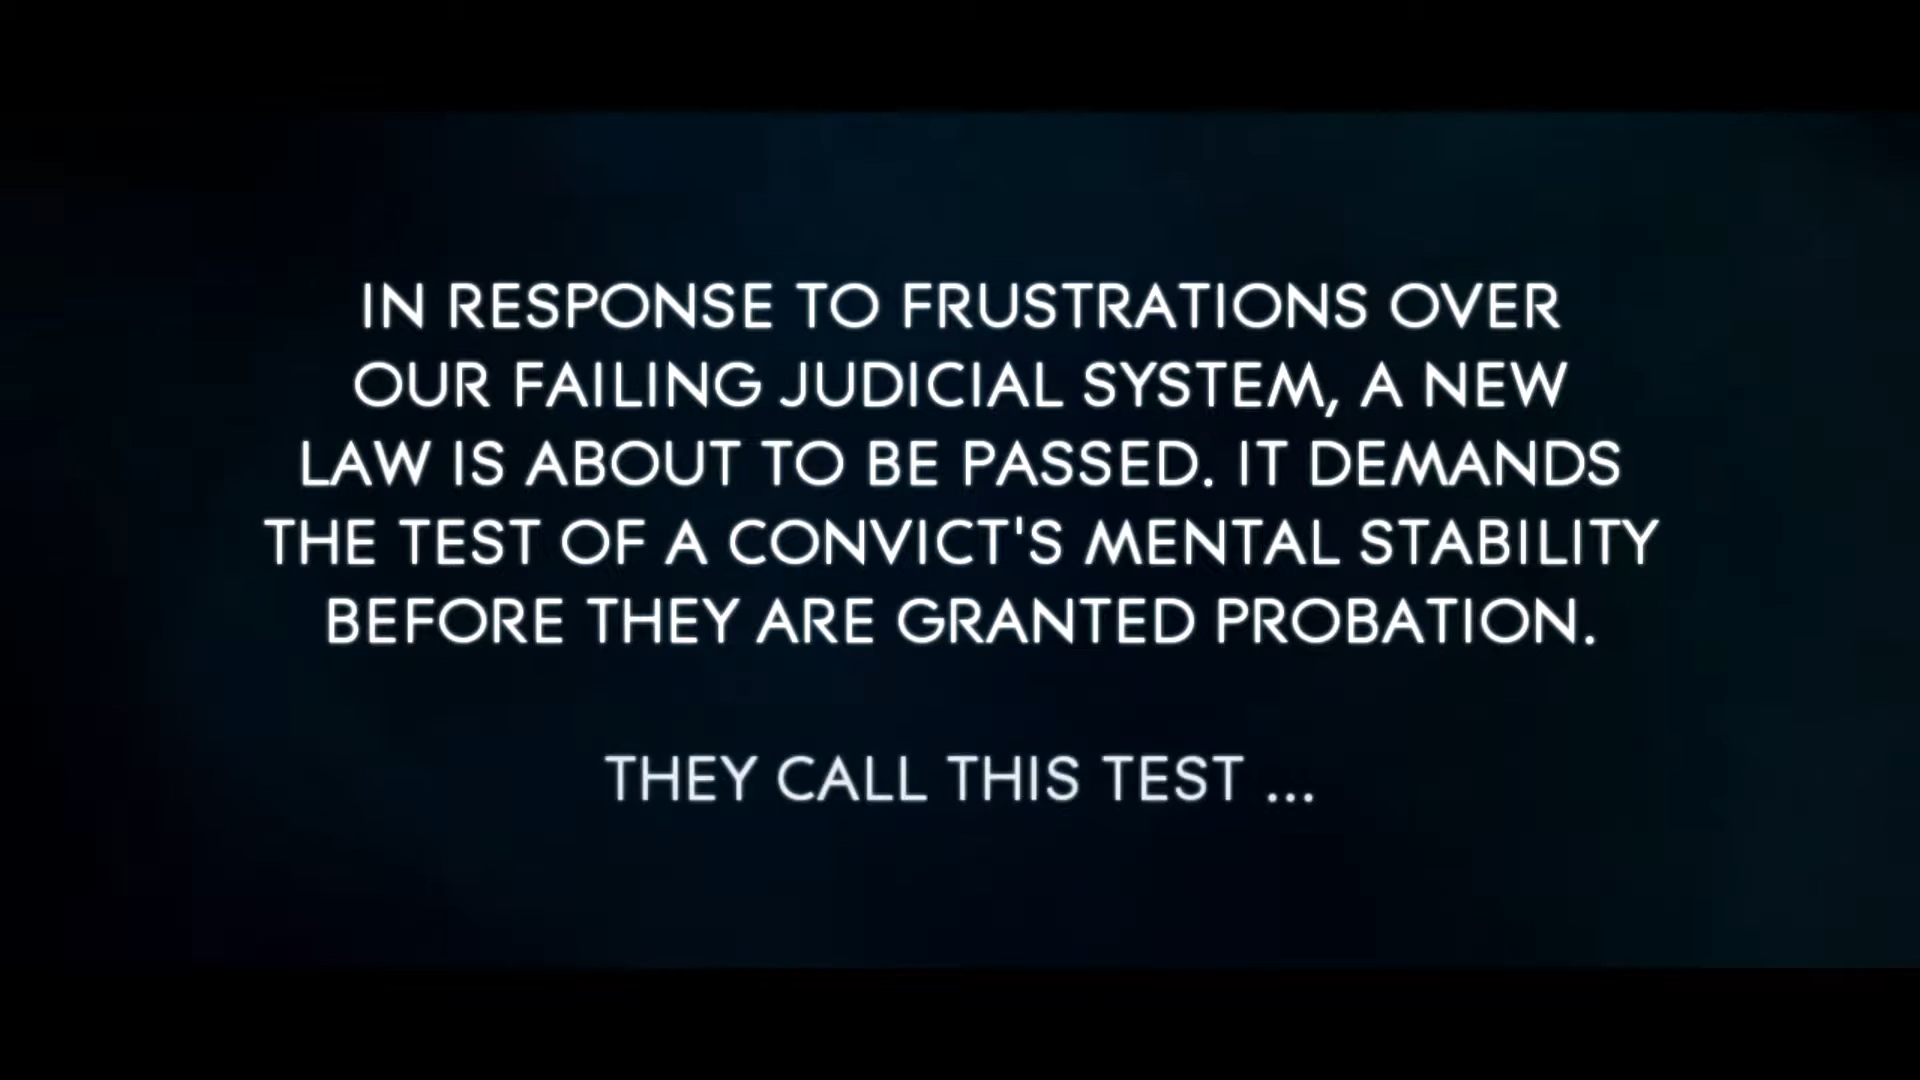 IN RESPONSE TO FRUSTRATIONS OVER
OUR FAILING JUDICIAL SYSTEM, A NEW
LAW IS ABOUT TO BE PASSED. IT DEMANDS
THE TEST OF A CONVICT'S MENTAL STABILITY
BEFORE THEY ARE GRANTED PROBATION.
THEY CALL THIS TEST ...